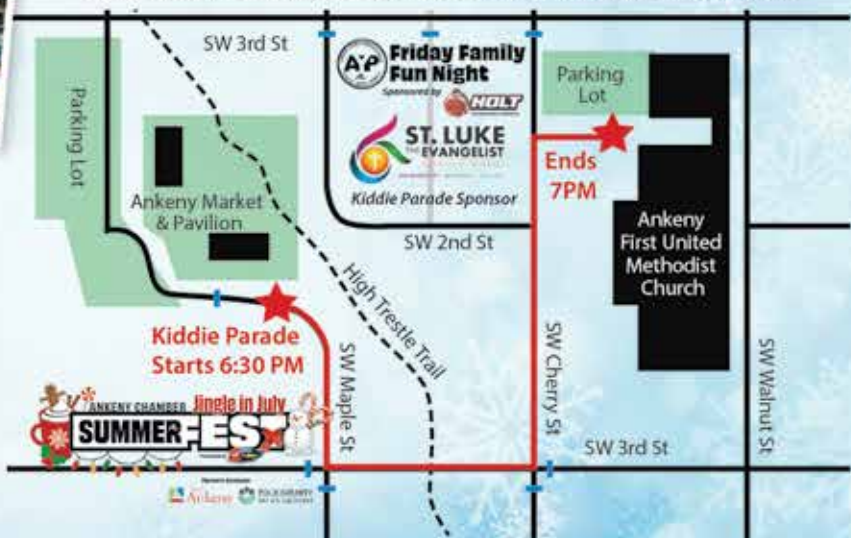 SW 3rd St
AYP
Friday Family
Fun Night
Sponsored by
HOLT
Parking
Lot
Parking Lot
ST. LUKE
THE EVANGELIST
Kiddie Parade Sponsor
Ends
7PM
Ankeny Market
& Pavilion
SW 2nd St
Ankeny
First United
Methodist
Church
High Trestle Trail
Kiddie Parade
Starts 6:30 PM
SW Maple St
SW Cherry St
SW Walnut St
ANKENY CHAMBER Jingle in July
SUMMERFEST
SW 3rd St
Ankeny